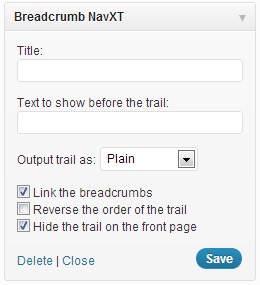 Breadcrumb NavXT
Title:
Text to show before the trail:
Output trail as: Plain
Link the breadcrumbs
Reverse the order of the trail
Hide the trail on the front page
Delete | Close Save